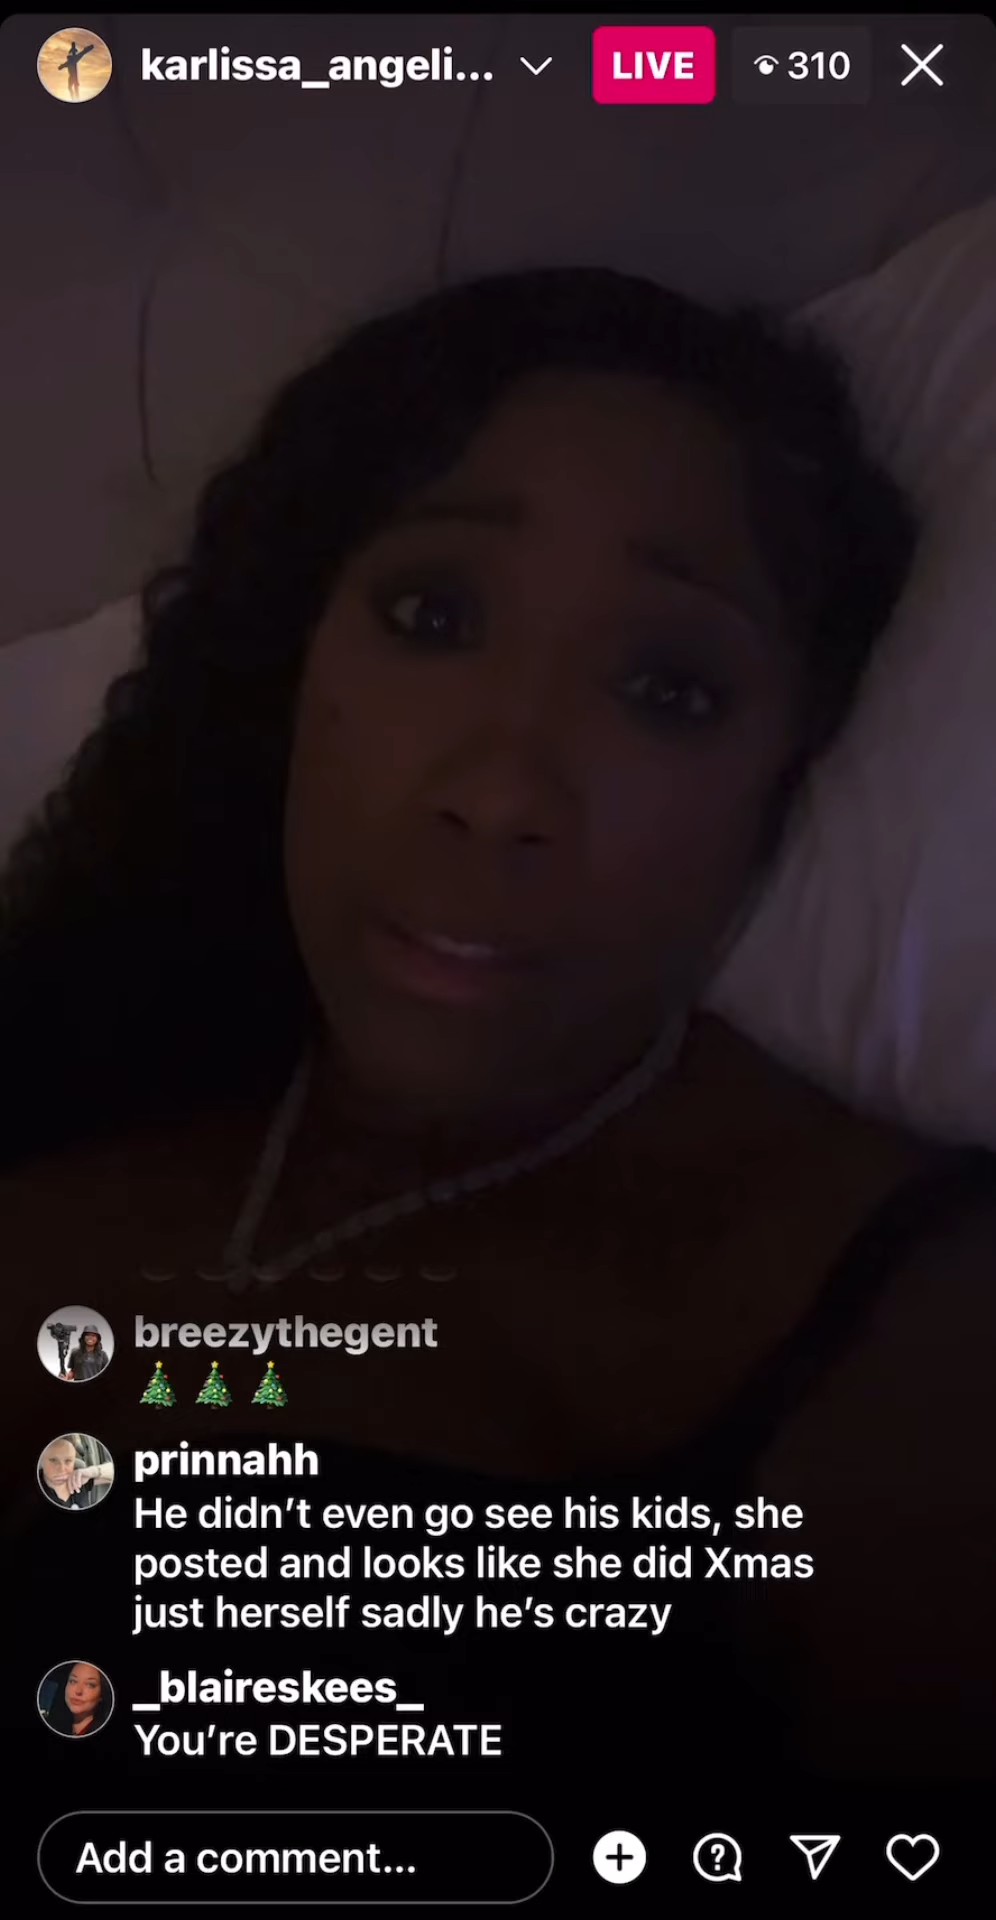 karlissa_angeli...
LIVE
310
breezythegent
🎄🎄🎄
prinnahh
He didn't even go see his kids, she
posted and looks like she did Xmas
just herself sadly he's crazy
_blaireskees_
You're DESPERATE
Add a comment...